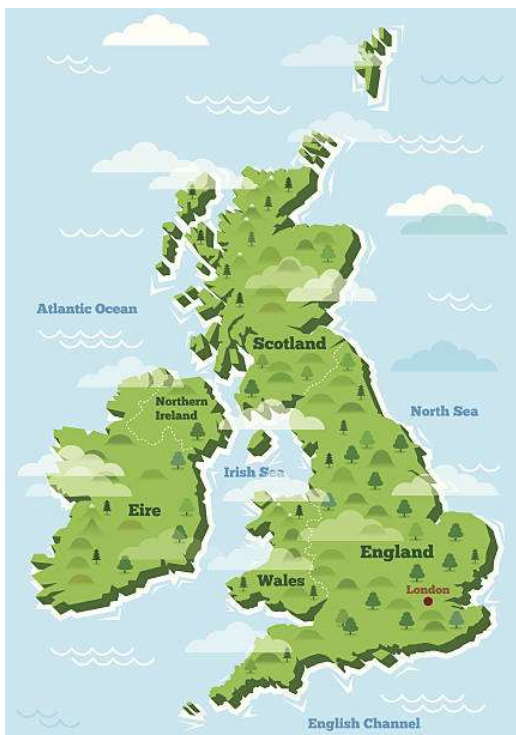 Atlantic Ocean
Scotland
Northern
Ireland
North Sea
Irish Sea
Eire
England
Wales
London
English Channel